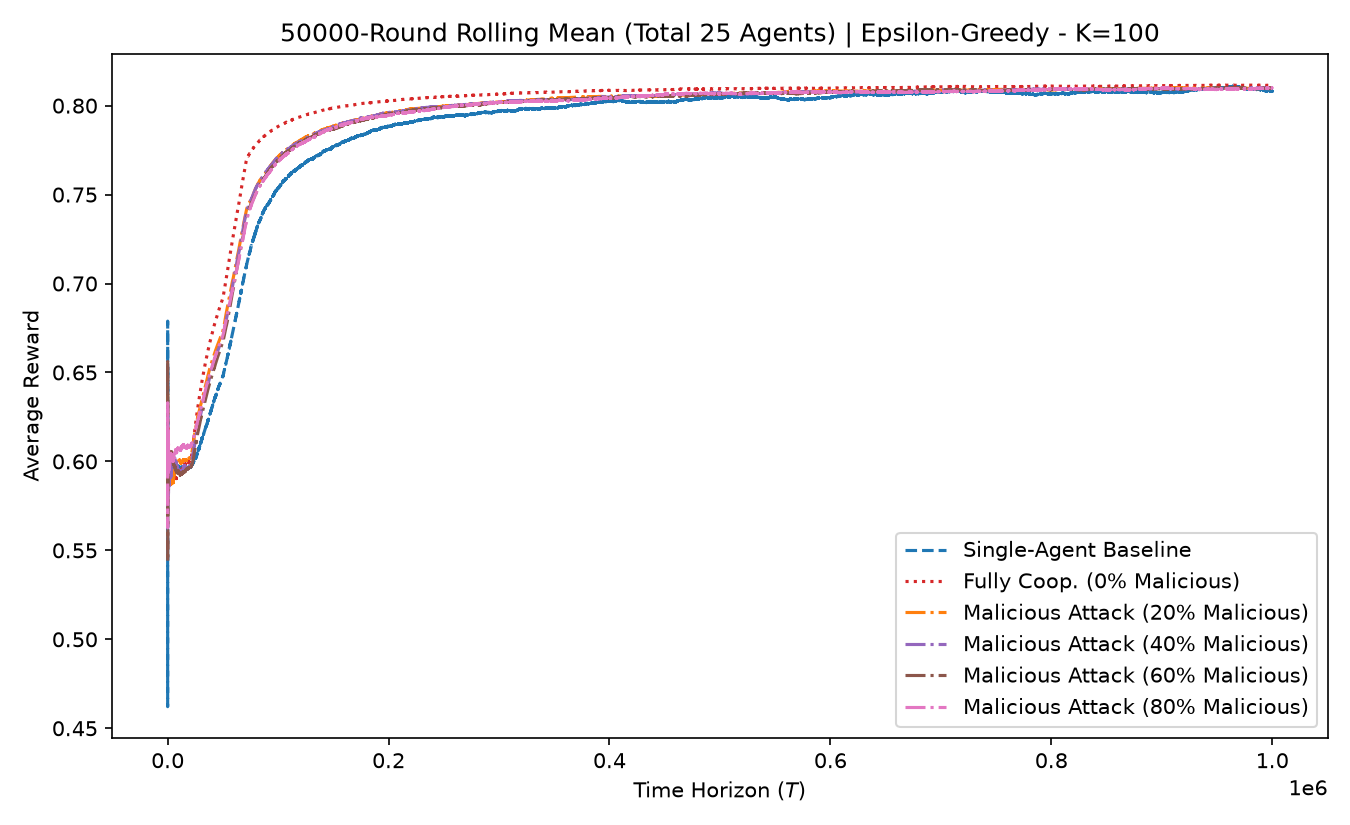 50000-Round Rolling Mean (Total 25 Agents) | Epsilon-Greedy - K=100
Average Reward
0.80
0.75
0.70
0.65
0.60
0.55
0.50
0.45
Single-Agent Baseline
Fully Coop. (0% Malicious)
Malicious Attack (20% Malicious)
Malicious Attack (40% Malicious)
Malicious Attack (60% Malicious)
Malicious Attack (80% Malicious)
0.0 0.2 0.4 0.6 0.8 1.0
1e6
Time Horizon (T)